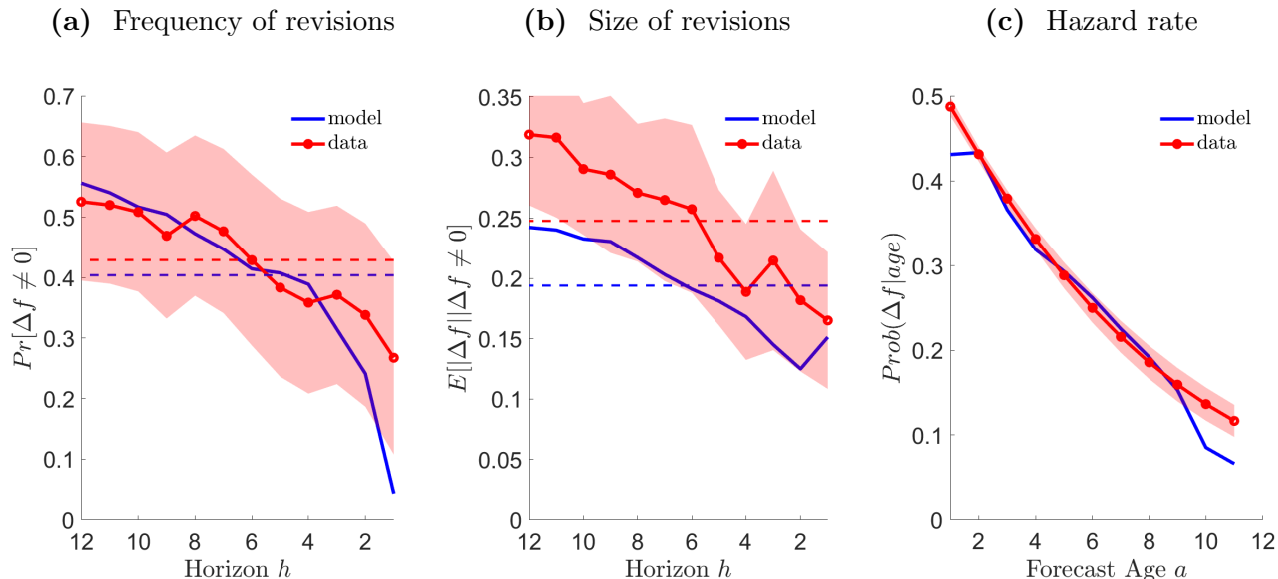 (a) Frequency of revisions
(b) Size of revisions
(c) Hazard rate
Pr[Δf ≠ 0]
0.7
0.6
0.5
0.4
0.3
0.2
0.1
0
12 10 8 6 4 2
Horizon h
model
data
E[|Δf||Δf ≠ 0]
0.35
0.3
0.25
0.2
0.15
0.1
0.05
0
12 10 8 6 4 2
Horizon h
model
data
Prob(Δf|age)
0.5
0.4
0.3
0.2
0.1
0
2 4 6 8 10 12
Forecast Age a
model
data